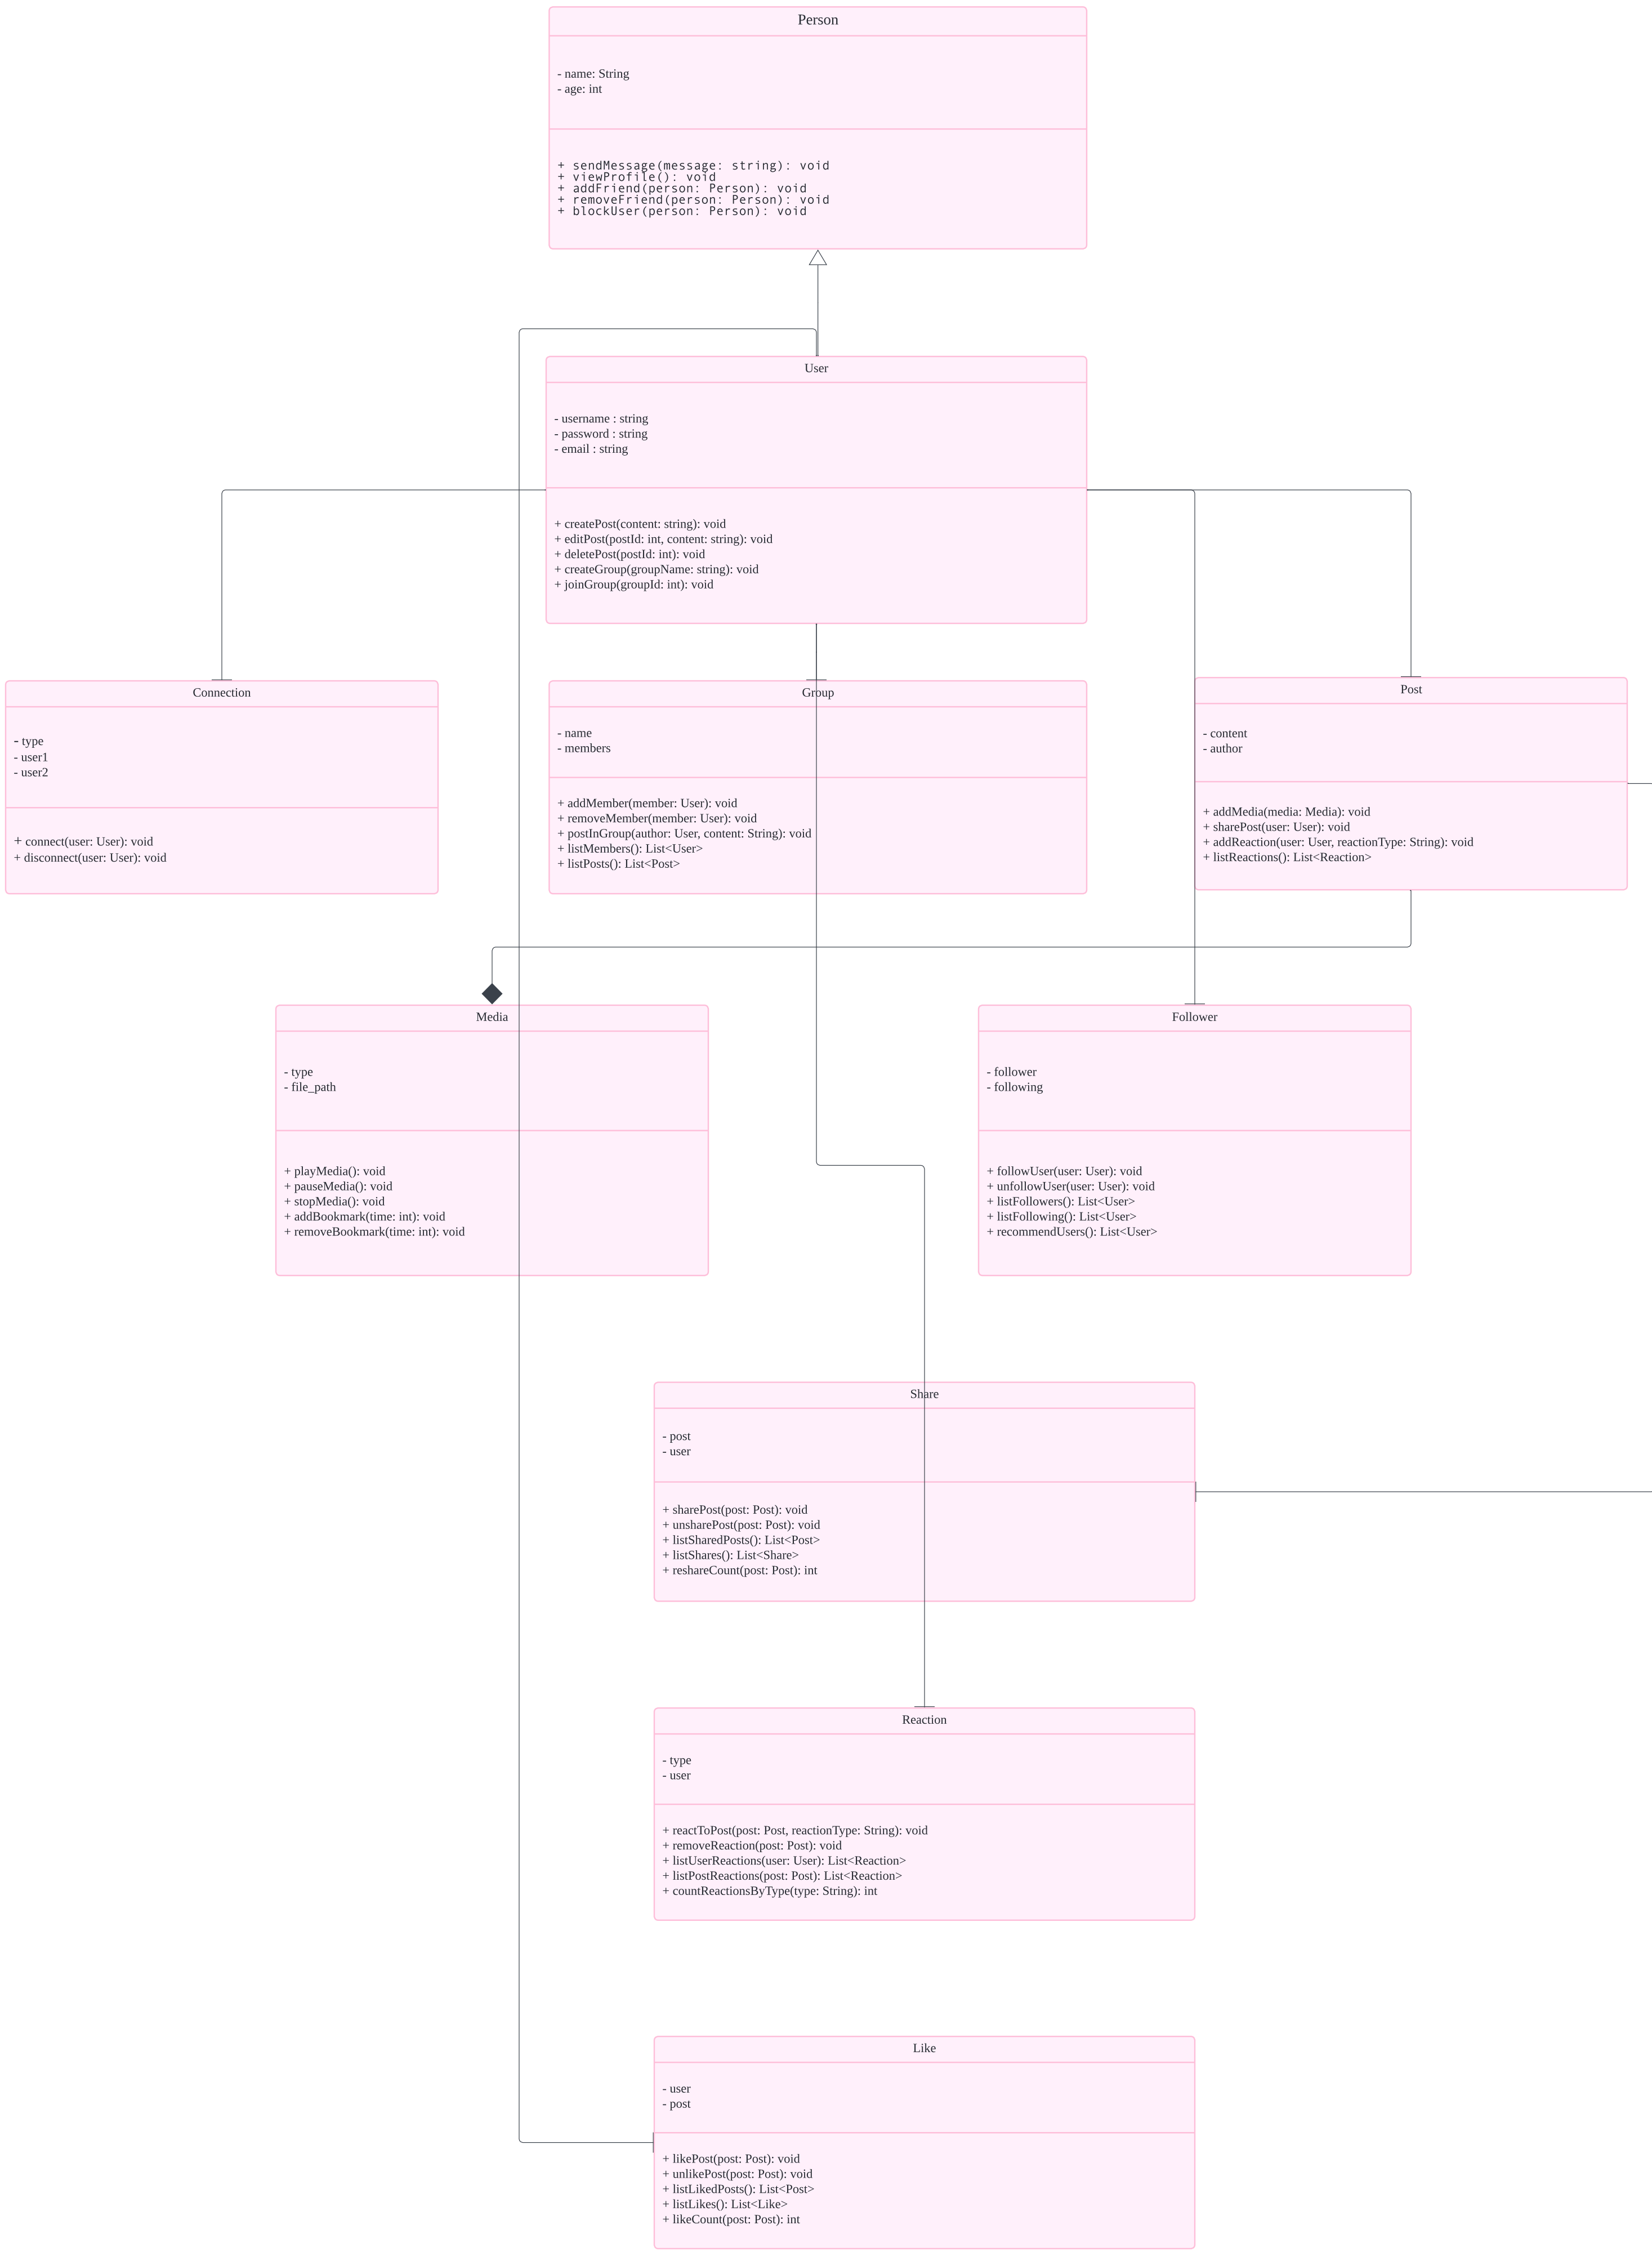 Person
- name: String
- age: int
+ sendMessage(message: string): void
+ viewProfile(): void
+ addFriend(person: Person): void
+ removeFriend(person: Person): void
+ blockUser(person: Person): void
User
- username : string
- password : string
- email : string
+ createPost(content: string): void
+ editPost(postId: int, content: string): void
+ deletePost(postId: int): void
+ createGroup(groupName: string): void
+ joinGroup(groupId: int): void
Connection
- type
- user1
- user2
+ connect(user: User): void
+ disconnect(user: User): void
Group
- name
- members
+ addMember(member: User): void
+ removeMember(member: User): void
+ postInGroup(author: User, content: String): void
+ listMembers(): List<User>
+ listPosts(): List<Post>
Post
- content
- author
+ addMedia(media: Media): void
+ sharePost(user: User): void
+ addReaction(user: User, reactionType: String): void
+ listReactions(): List<Reaction>
Media
- type
- file_path
+ playMedia(): void
+ pauseMedia(): void
+ stopMedia(): void
+ addBookmark(time: int): void
+ removeBookmark(time: int): void
Follower
- follower
- following
+ followUser(user: User): void
+ unfollowUser(user: User): void
+ listFollowers(): List<User>
+ listFollowing(): List<User>
+ recommendUsers(): List<User>
Share
- post
- user
+ sharePost(post: Post): void
+ unsharePost(post: Post): void
+ listSharedPosts(): List<Post>
+ listShares(): List<Share>
+ reshareCount(post: Post): int
Reaction
- type
- user
+ reactToPost(post: Post, reactionType: String): void
+ removeReaction(post: Post): void
+ listUserReactions(user: User): List<Reaction>
+ listPostReactions(post: Post): List<Reaction>
+ countReactionsByType(type: String): int
Like
- user
- post
+ likePost(post: Post): void
+ unlikePost(post: Post): void
+ listLikedPosts(): List<Post>
+ listLikes(): List<Like>
+ likeCount(post: Post): int